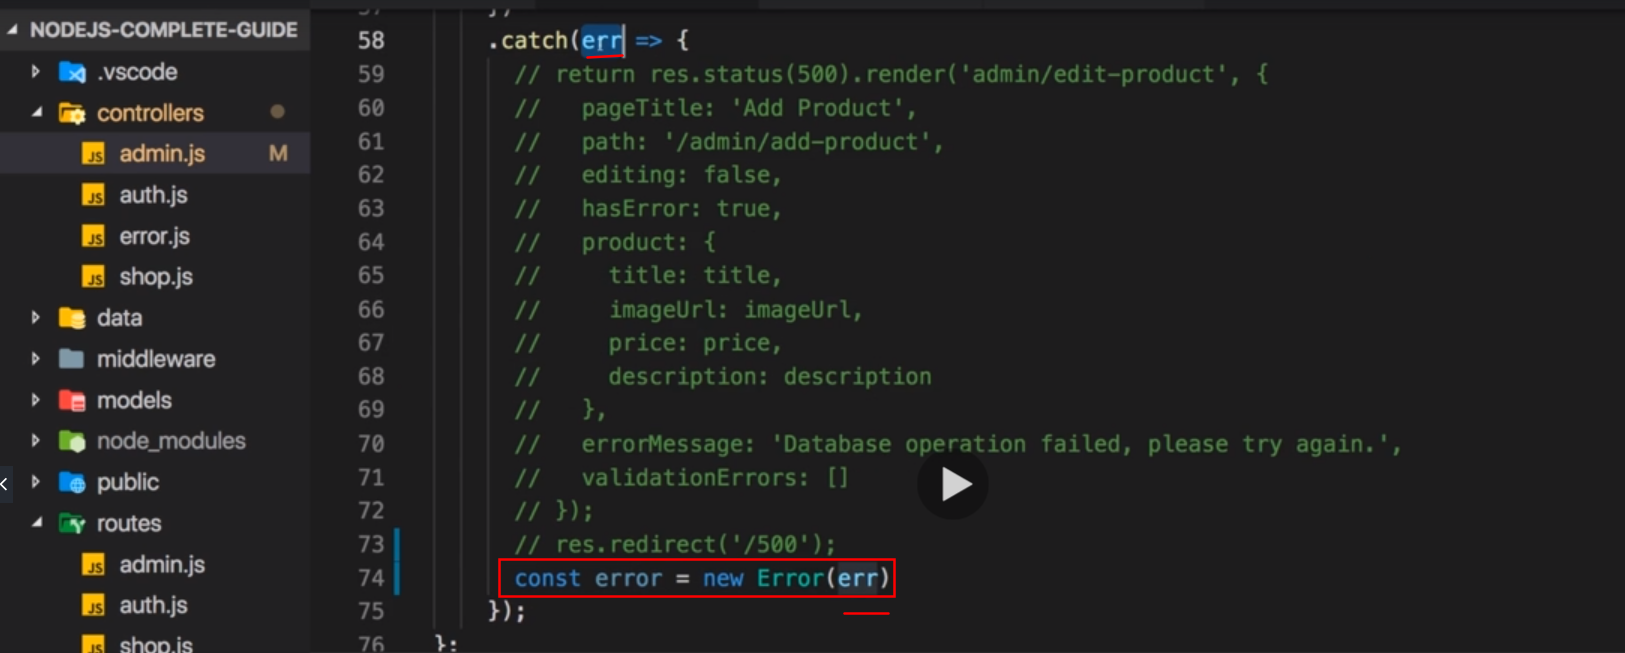 NODEJS-COMPLETE-GUIDE
.vscode
controllers
admin.js M
auth.js
error.js
shop.js
data
middleware
models
node_modules
public
routes
admin.js
auth.js
shop.js
58 .catch(err => {
59 // return res.status(500).render('admin/edit-product', {
60 //   pageTitle: 'Add Product',
61 //   path: '/admin/add-product',
62 //   editing: false,
63 //   hasError: true,
64 //   product: {
65 //     title: title,
66 //     imageUrl: imageUrl,
67 //     price: price,
68 //     description: description
69 //   },
70 //   errorMessage: 'Database operation failed, please try again.',
71 //   validationErrors: []
72 // });
73 // res.redirect('/500');
74 const error = new Error(err)
75 });
76 };